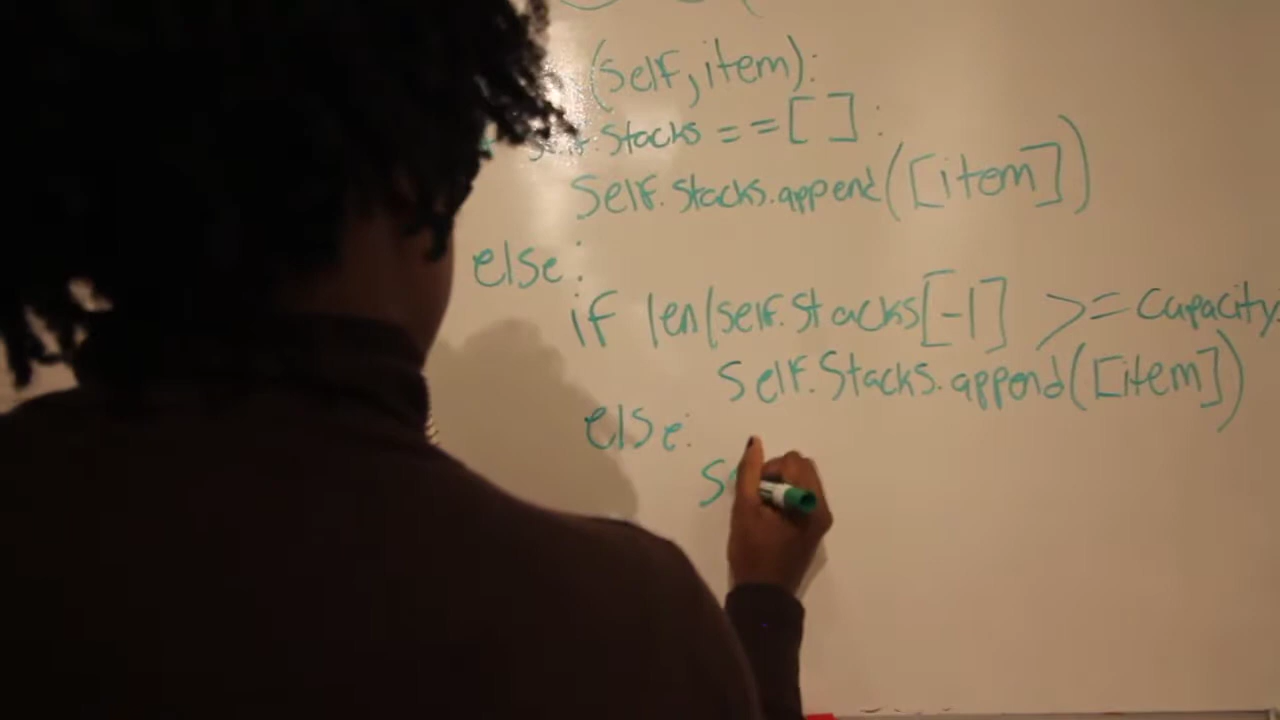 (self, item):
self.stacks == []:
self.stacks.append([item])
else:
if len(self.stacks[-1] >= capacity
self.stacks.append([item])
else:
s